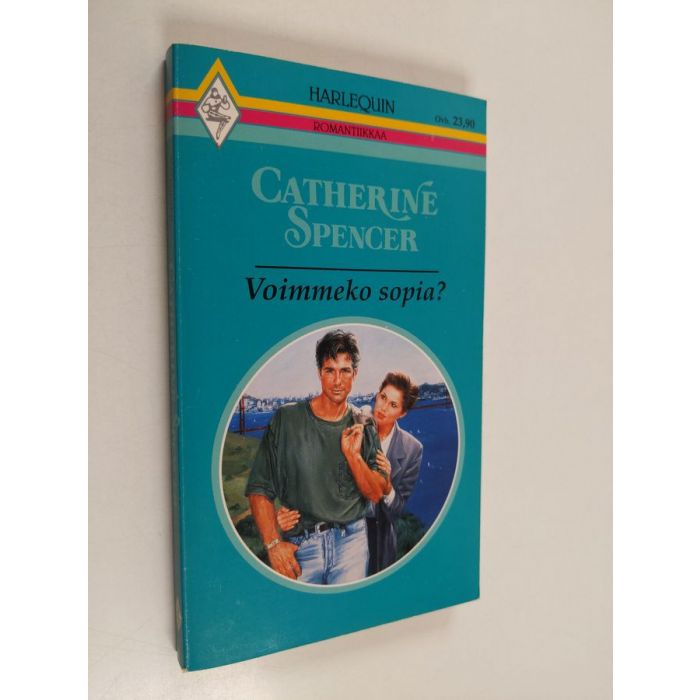 HARLEQUIN
Ovh. 23,90
ROMANTIIKKAA
CATHERINE
SPENCER
Voimmeko sopia?